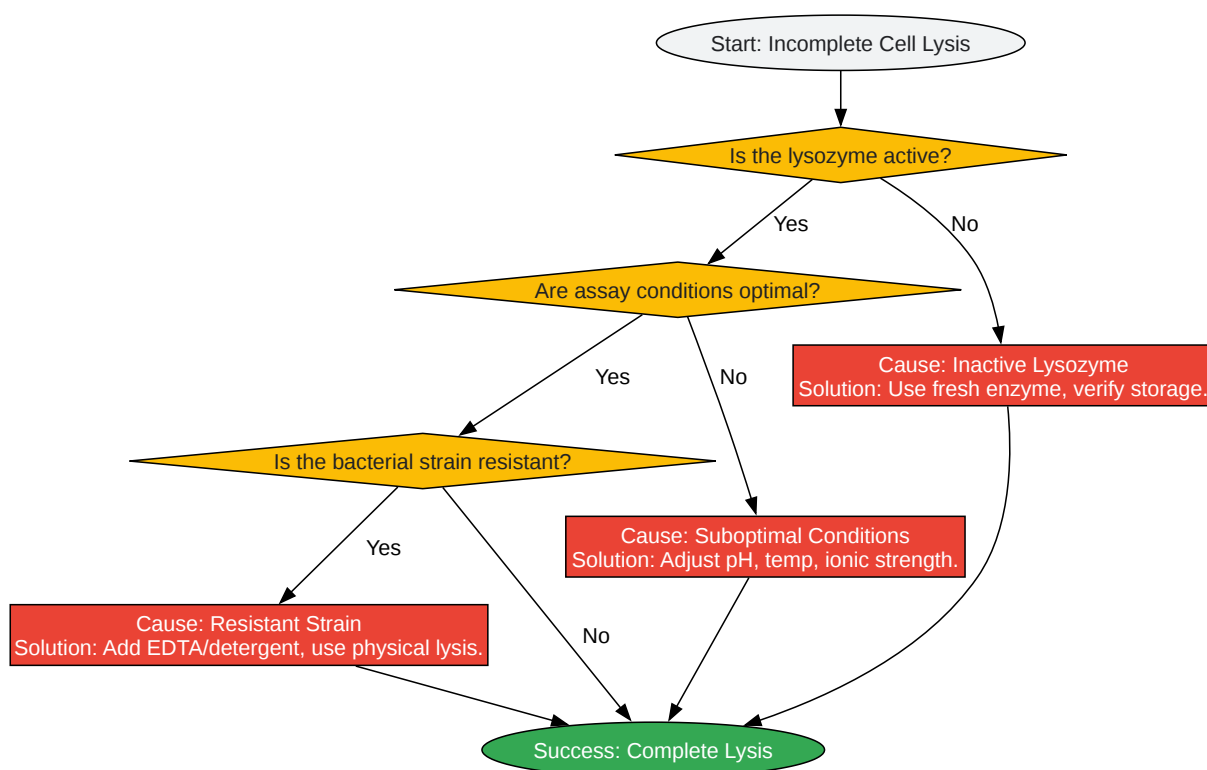 Start: Incomplete Cell Lysis
Is the lysozyme active?
Yes
No
Are assay conditions optimal?
Cause: Inactive Lysozyme
Solution: Use fresh enzyme, verify storage.
Yes
No
Is the bacterial strain resistant?
Cause: Suboptimal Conditions
Solution: Adjust pH, temp, ionic strength.
Yes
No
Cause: Resistant Strain
Solution: Add EDTA/detergent, use physical lysis.
Success: Complete Lysis